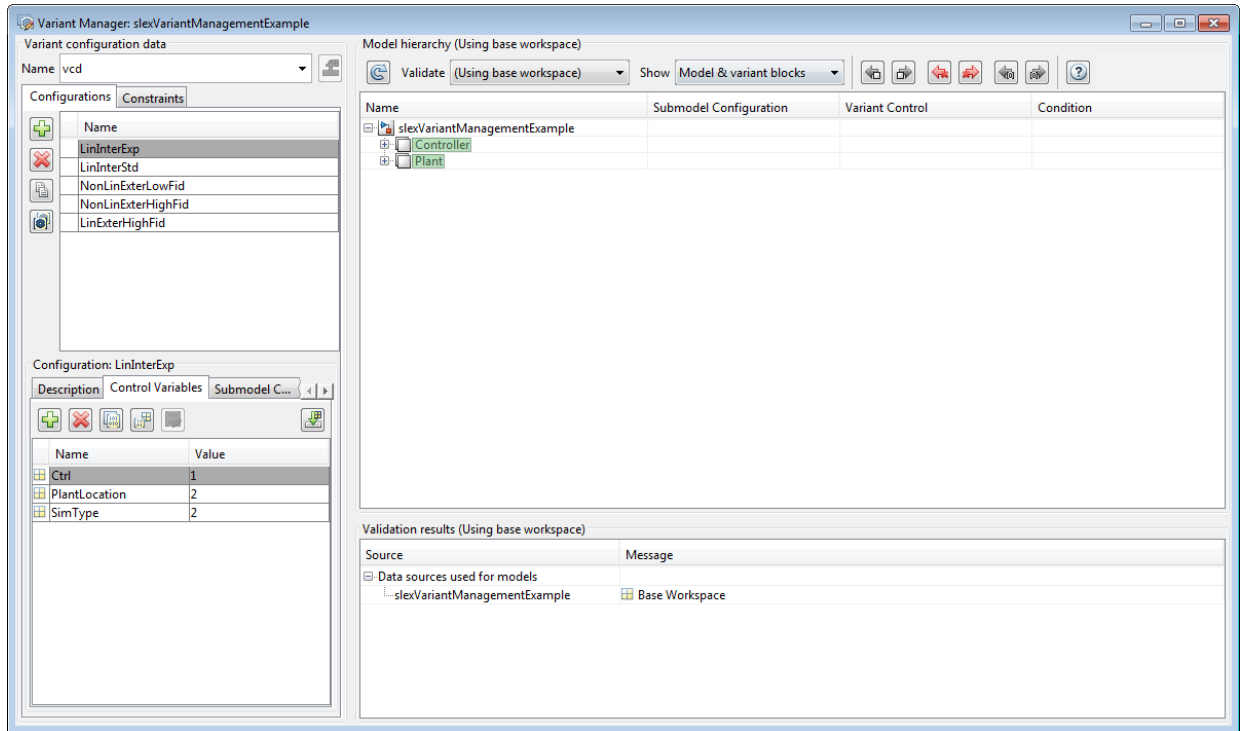 Variant Manager: slexVariantManagementExample
Variant configuration data
Name vcd
Configurations Constraints
Name
LinInterExp
LinInterStd
NonLinExterLowFid
NonLinExterHighFid
LinExterHighFid
Configuration: LinInterExp
Description Control Variables Submodel C...
Name Value
Ctrl 1
PlantLocation 2
SimType 2
Model hierarchy (Using base workspace)
Validate (Using base workspace) Show Model & variant blocks
Name Submodel Configuration Variant Control Condition
slexVariantManagementExample
Controller
Plant
Validation results (Using base workspace)
Source Message
Data sources used for models
slexVariantManagementExample Base Workspace